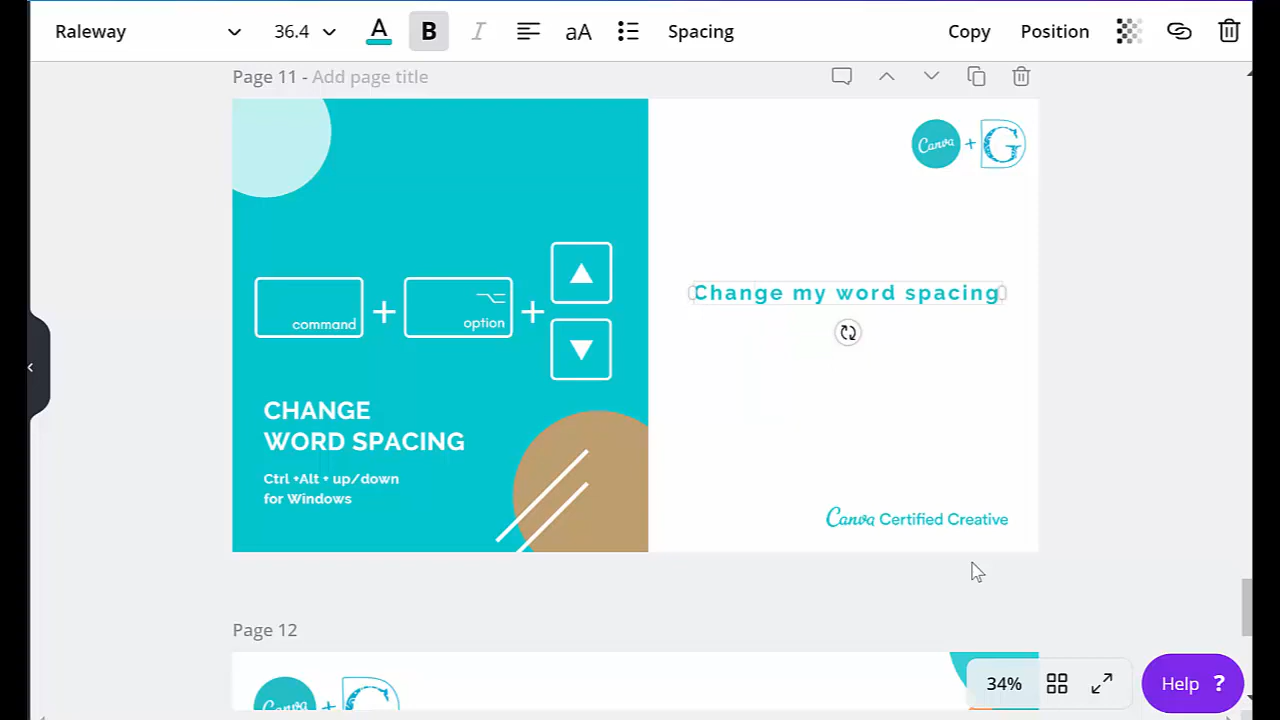 Raleway
36.4
A
B
I
aA
Spacing
Copy
Position
Page 11 - Add page title
Canva
+
G
Change my word spacing
command
+
option
+
CHANGE
WORD SPACING
Ctrl +Alt + up/down
for Windows
Canva Certified Creative
Page 12
Canva
+
34%
Help ?